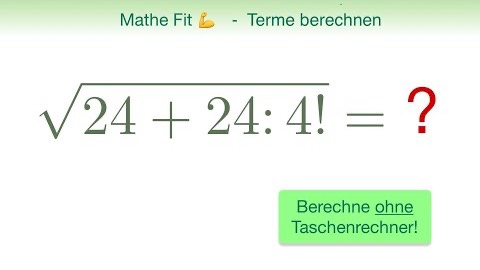 Mathe Fit 💪 - Terme berechnen
√24 + 24: 4! = ?
Berechne ohne
Taschenrechner!